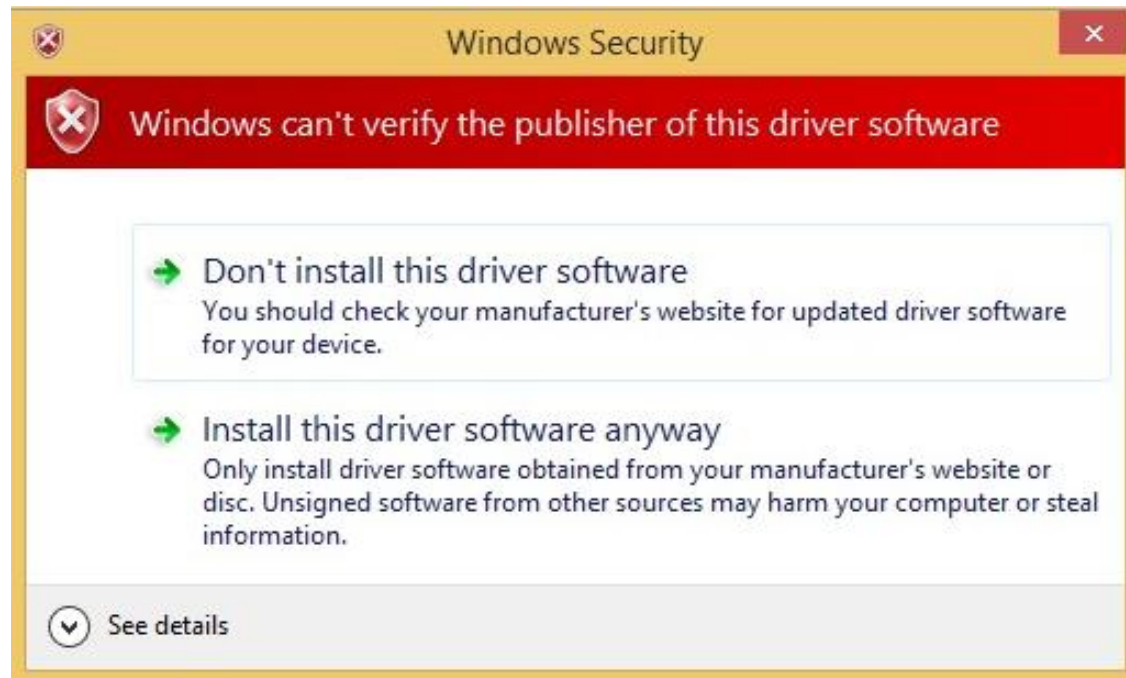 Windows Security
Windows can't verify the publisher of this driver software
Don't install this driver software
You should check your manufacturer's website for updated driver software
for your device.
Install this driver software anyway
Only install driver software obtained from your manufacturer's website or
disc. Unsigned software from other sources may harm your computer or steal
information.
See details